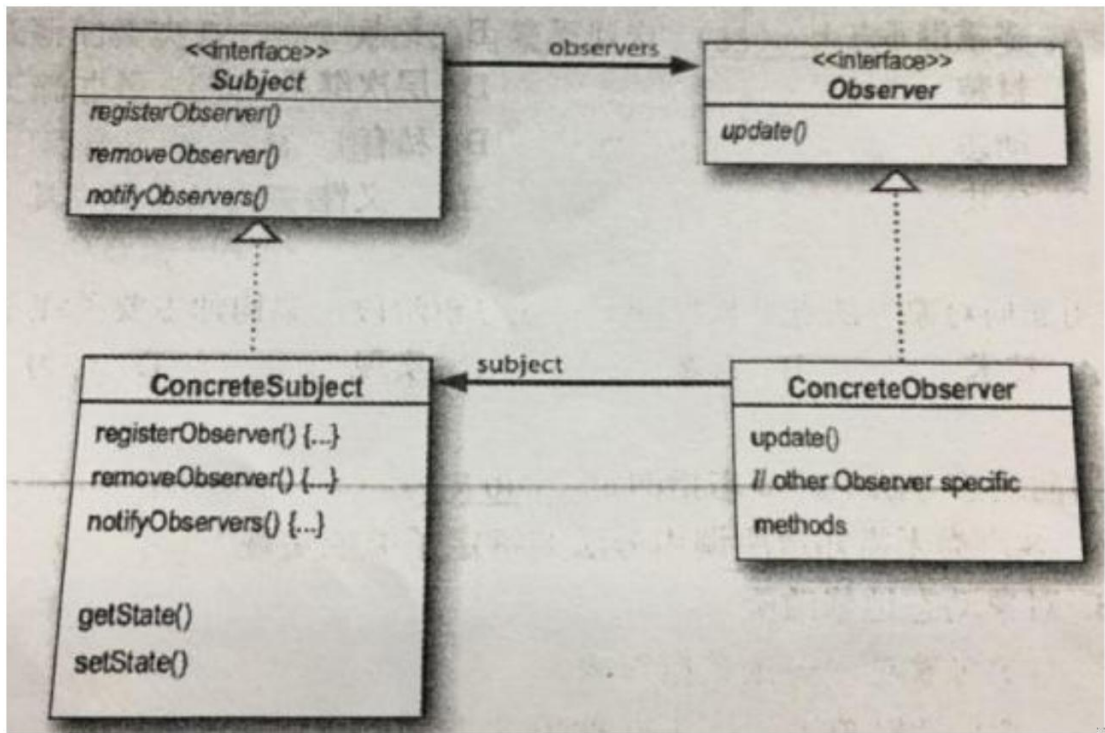 <<interface>>
Subject
registerObserver()
removeObserver()
notifyObservers()
observers
<<interface>>
Observer
update()
ConcreteSubject
registerObserver() {...}
removeObserver() {...}
notifyObservers() {...}
getState()
setState()
subject
ConcreteObserver
update()
// other Observer specific
methods